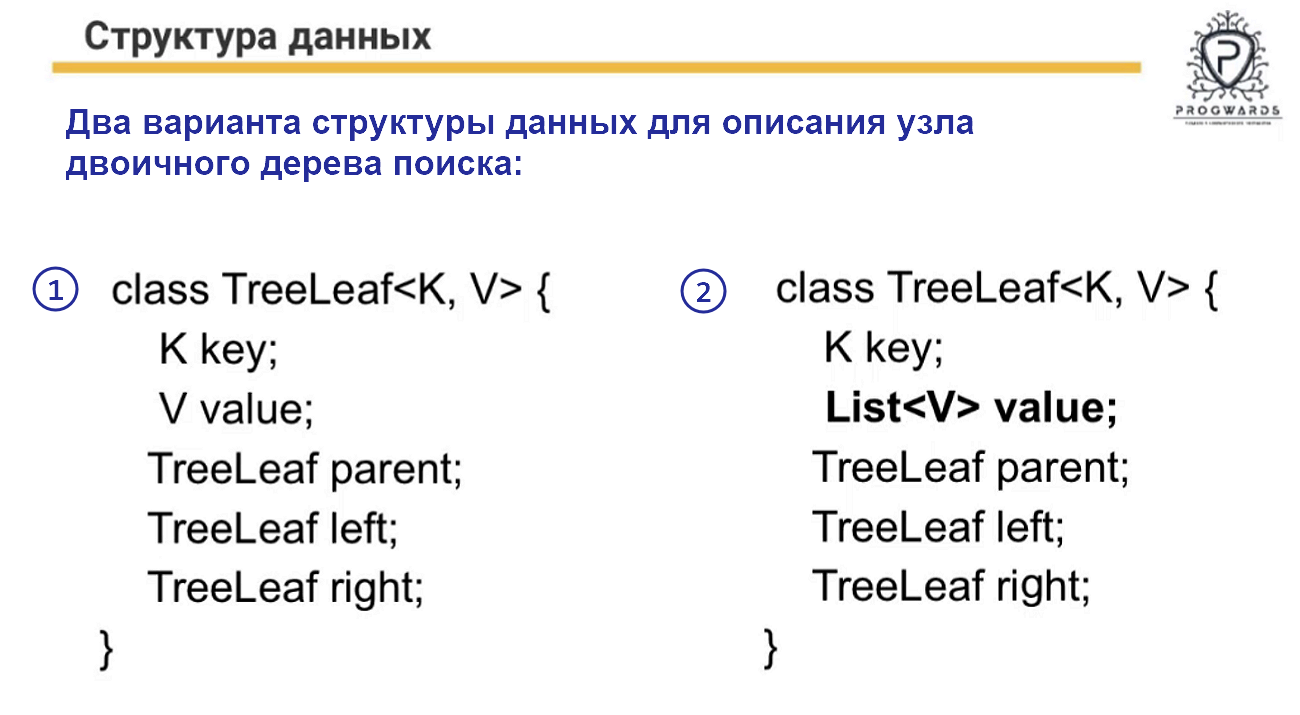 Структура данных
PROGWARDS
Два варианта структуры данных для описания узла
двоичного дерева поиска:
1
class TreeLeaf<K, V> {
K key;
V value;
TreeLeaf parent;
TreeLeaf left;
TreeLeaf right;
}
2
class TreeLeaf<K, V> {
K key;
List<V> value;
TreeLeaf parent;
TreeLeaf left;
TreeLeaf right;
}